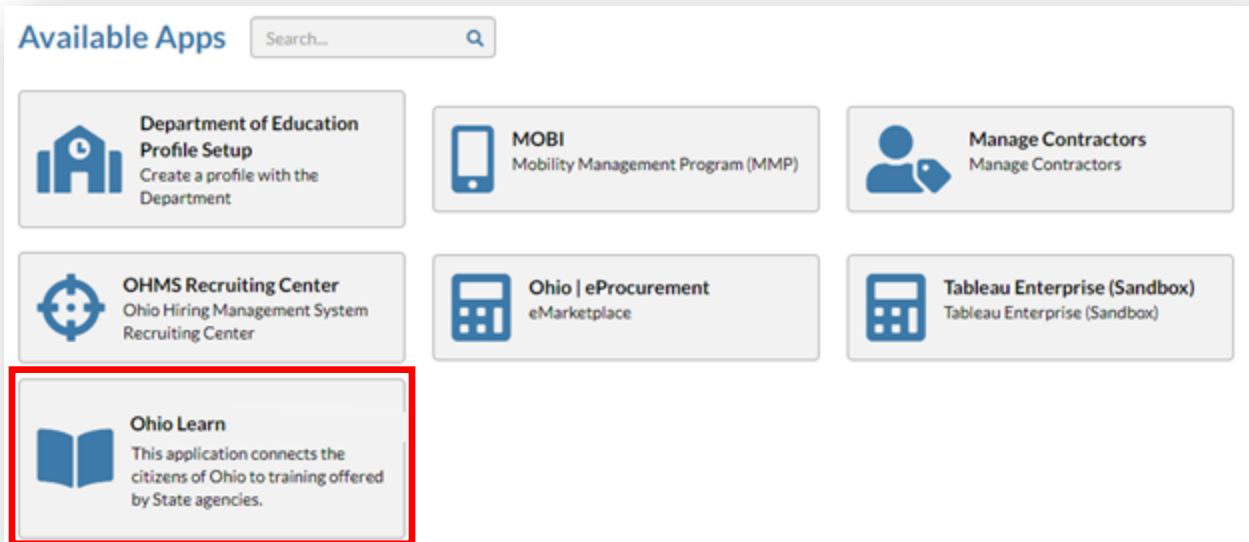 Available Apps
Search...
Department of Education
Profile Setup
Create a profile with the
Department
MOBI
Mobility Management Program (MMP)
Manage Contractors
Manage Contractors
OHMS Recruiting Center
Ohio Hiring Management System
Recruiting Center
Ohio | eProcurement
eMarketplace
Tableau Enterprise (Sandbox)
Tableau Enterprise (Sandbox)
Ohio Learn
This application connects the
citizens of Ohio to training offered
by State agencies.